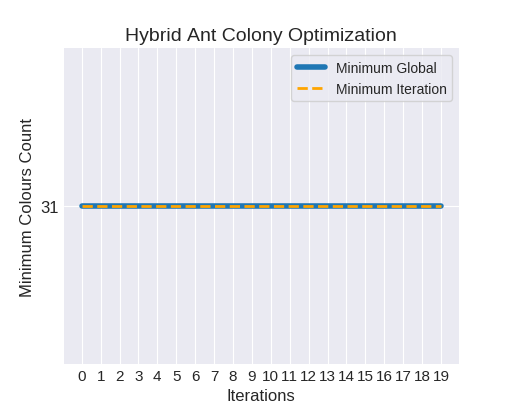 Hybrid Ant Colony Optimization
Minimum Global
Minimum Iteration
Minimum Colours Count
31
0 1 2 3 4 5 6 7 8 9 10 11 12 13 14 15 16 17 18 19
Iterations